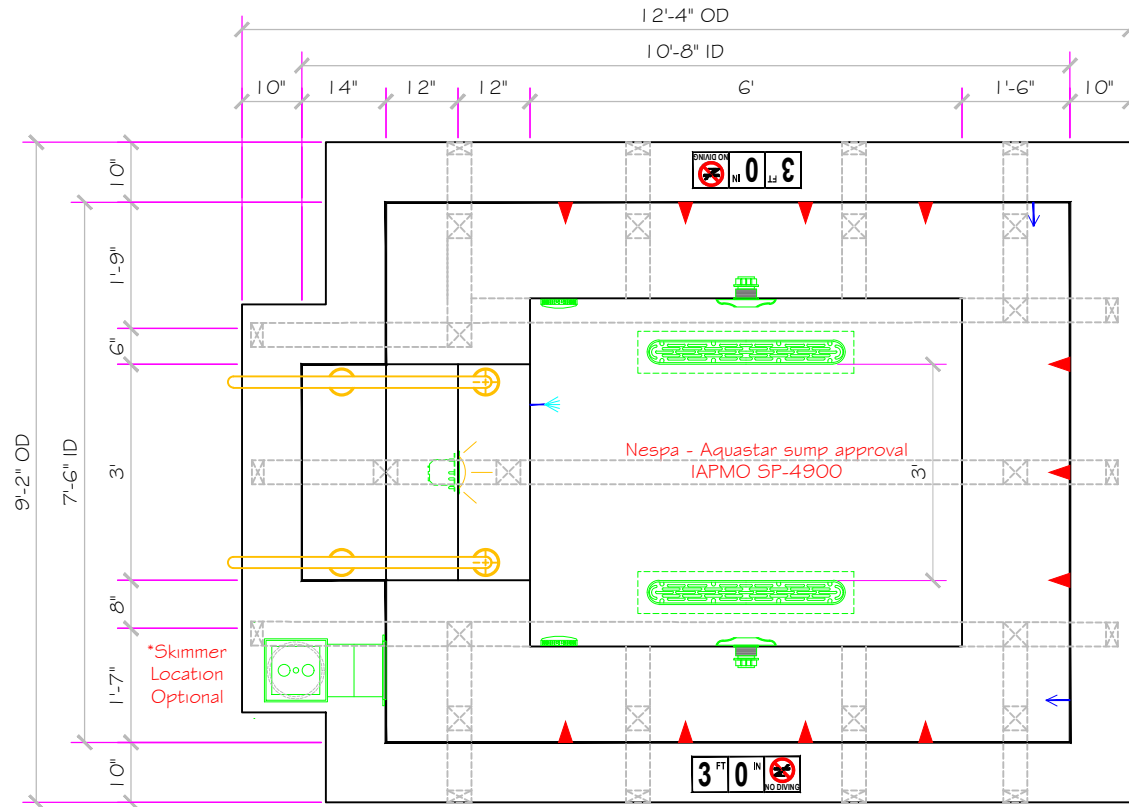 12'-4" OD
10'-8" ID
10"
14"
12"
12"
6'
1'-6"
10"
3 FT 0 IN NO DIVING
10"
1'-9"
6"
3'
8"
1'-7"
10"
9'-2" OD
7'-6" ID
Nespa - Aquastar sump approval
IAPMO SP-4900
3'
*Skimmer
Location
Optional
3 FT 0 IN NO DIVING